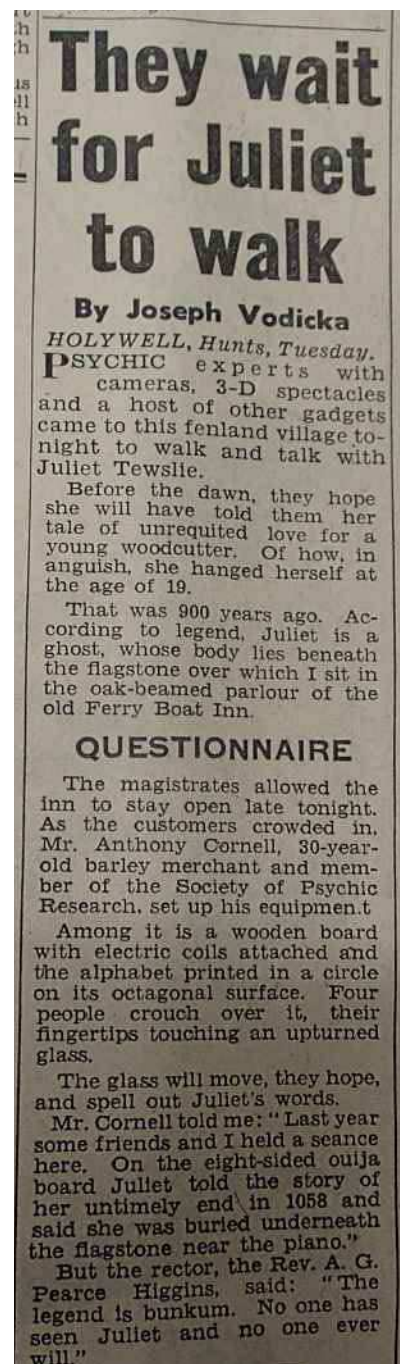 They wait
for Juliet
to walk
By Joseph Vodicka
HOLYWELL, Hunts, Tuesday.
PSYCHIC experts with
cameras, 3-D spectacles
and a host of other gadgets
came to this fenland village to-
night to walk and talk with
Juliet Tewslie.
Before the dawn, they hope
she will have told them her
tale of unrequited love for a
young woodcutter. Of how, in
anguish, she hanged herself at
the age of 19.
That was 900 years ago. Ac-
cording to legend, Juliet is a
ghost, whose body lies beneath
the flagstone over which I sit in
the oak-beamed parlour of the
old Ferry Boat Inn.
QUESTIONNAIRE
The magistrates allowed the
inn to stay open late tonight.
As the customers crowded in,
Mr. Anthony Cornell, 30-year-
old barley merchant and mem-
ber of the Society of Psychic
Research, set up his equipmen.t
Among it is a wooden board
with electric coils attached and
the alphabet printed in a circle
on its octagonal surface. Four
people crouch over it, their
fingertips touching an upturned
glass.
The glass will move, they hope,
and spell out Juliet's words.
Mr. Cornell told me: "Last year
some friends and I held a seance
here. On the eight-sided ouija
board Juliet told the story of
her untimely end in 1058 and
said she was buried underneath
the flagstone near the piano."
But the rector, the Rev. A. G.
Pearce Higgins, said: "The
legend is bunkum. No one has
seen Juliet and no one ever
will."